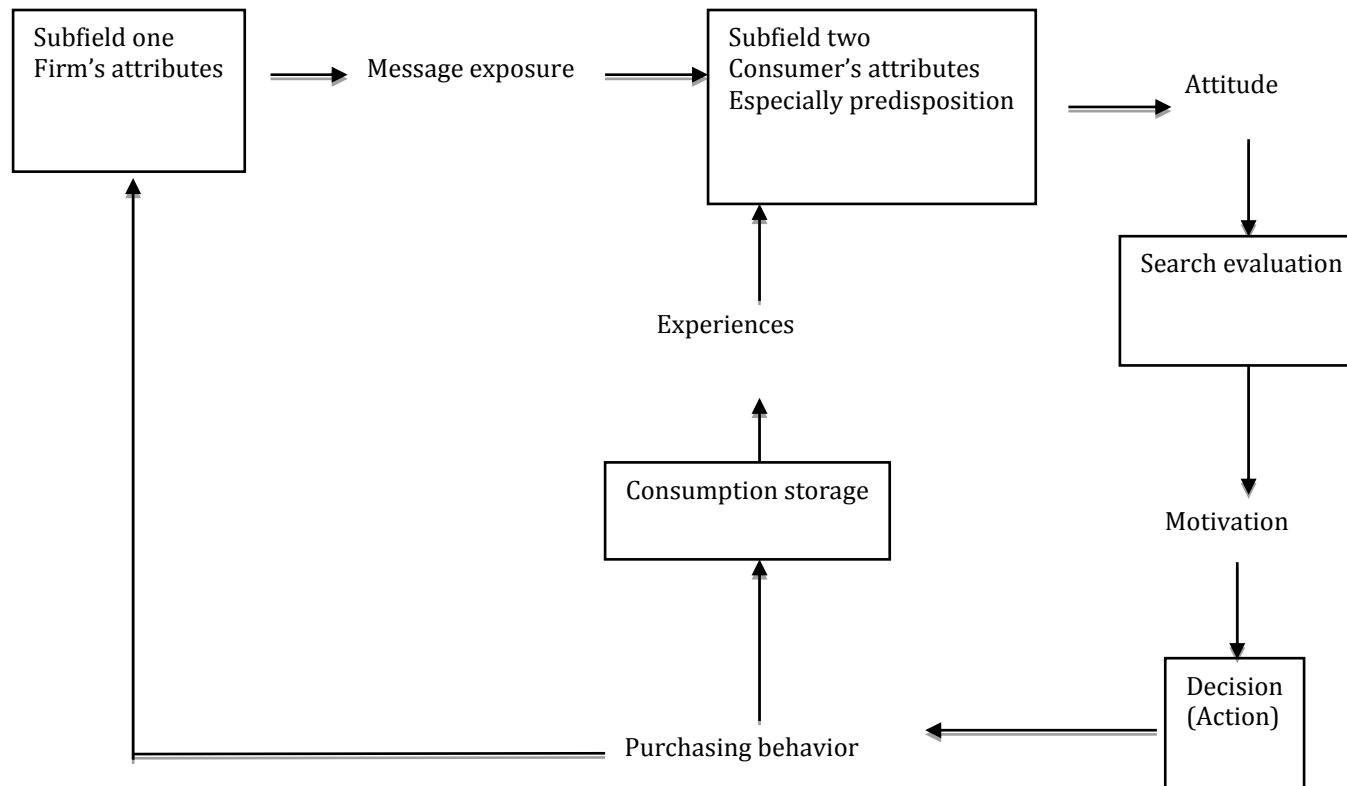 Subfield one
Firm's attributes
Message exposure
Subfield two
Consumer's attributes
Especially predisposition
Attitude
Search evaluation
Experiences
Consumption storage
Motivation
Decision
(Action)
Purchasing behavior